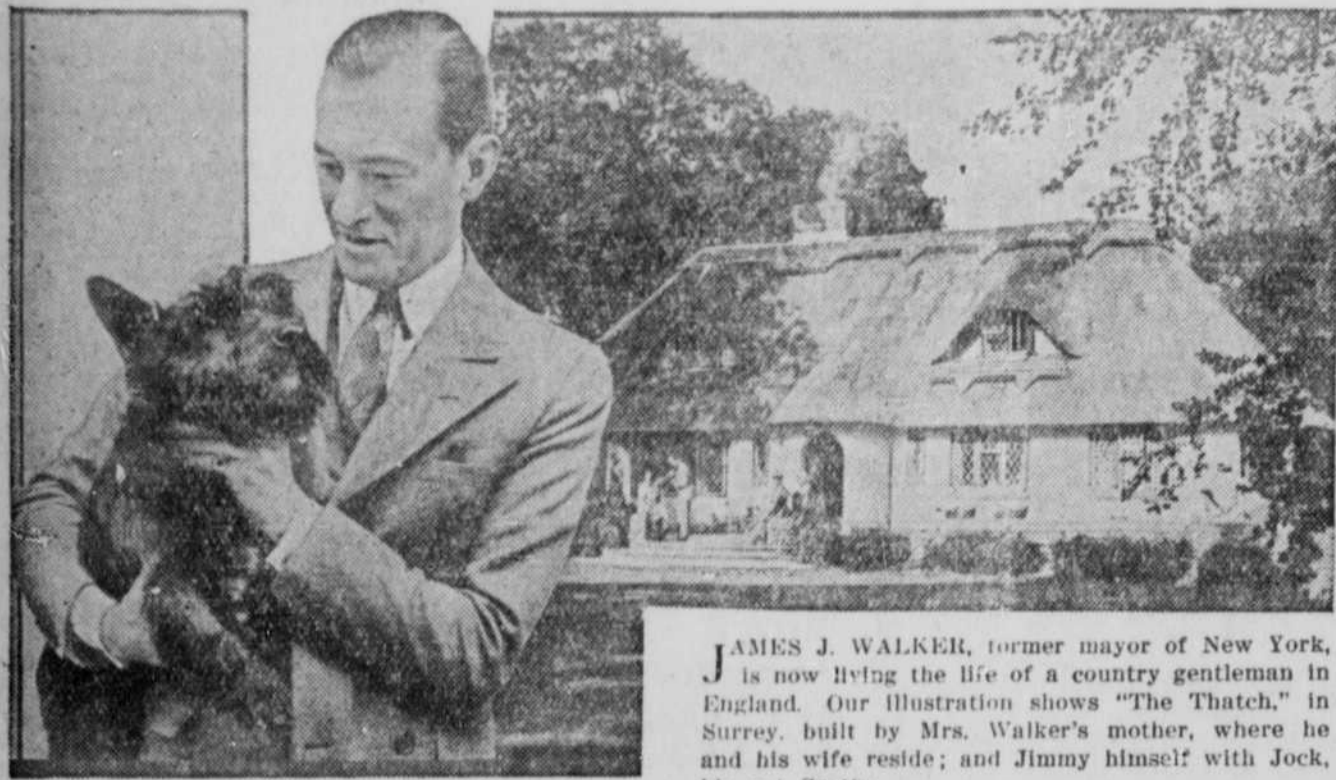 JAMES J. WALKER, former mayor of New York,
is now living the life of a country gentleman in
England. Our illustration shows "The Thatch," in
Surrey, built by Mrs. Walker's mother, where he
and his wife reside; and Jimmy himself with Jock,